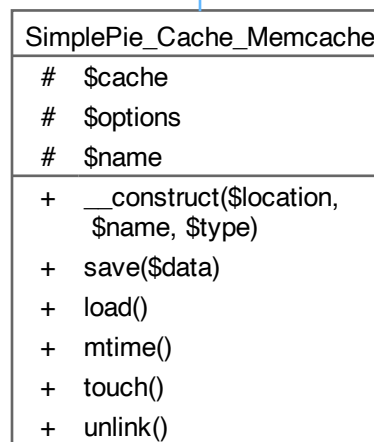 SimplePie_Cache_Memcache
# $cache
# $options
# $name
+ __construct($location,
$name, $type)
+ save($data)
+ load()
+ mtime()
+ touch()
+ unlink()